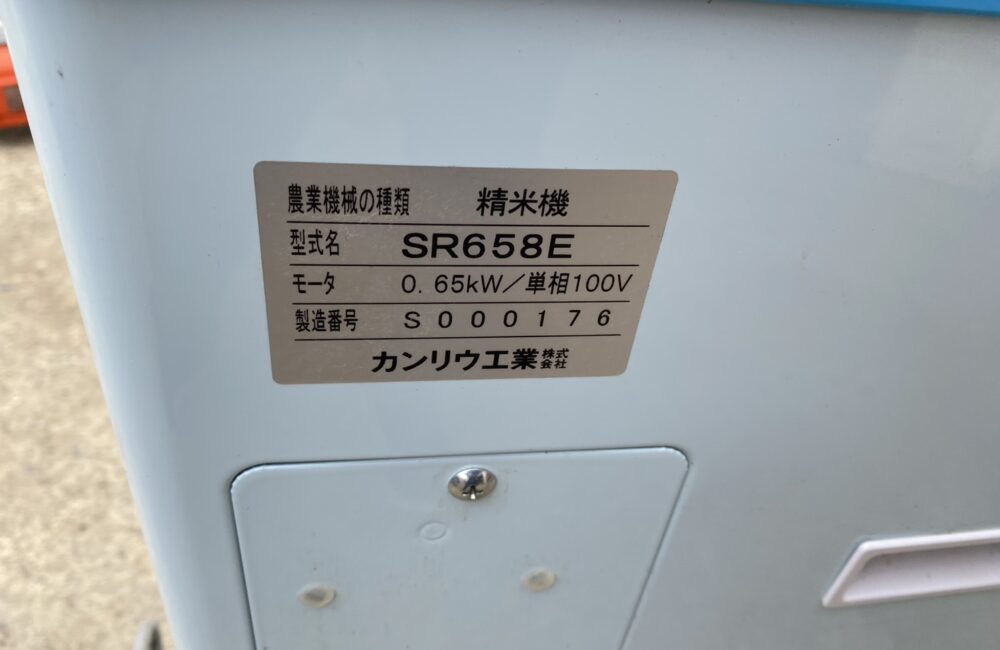 農業機械の種類 精米機
型式名 SR658E
モータ 0.65kW/単相100V
製造番号 S000176
カンリウ工業株式会社